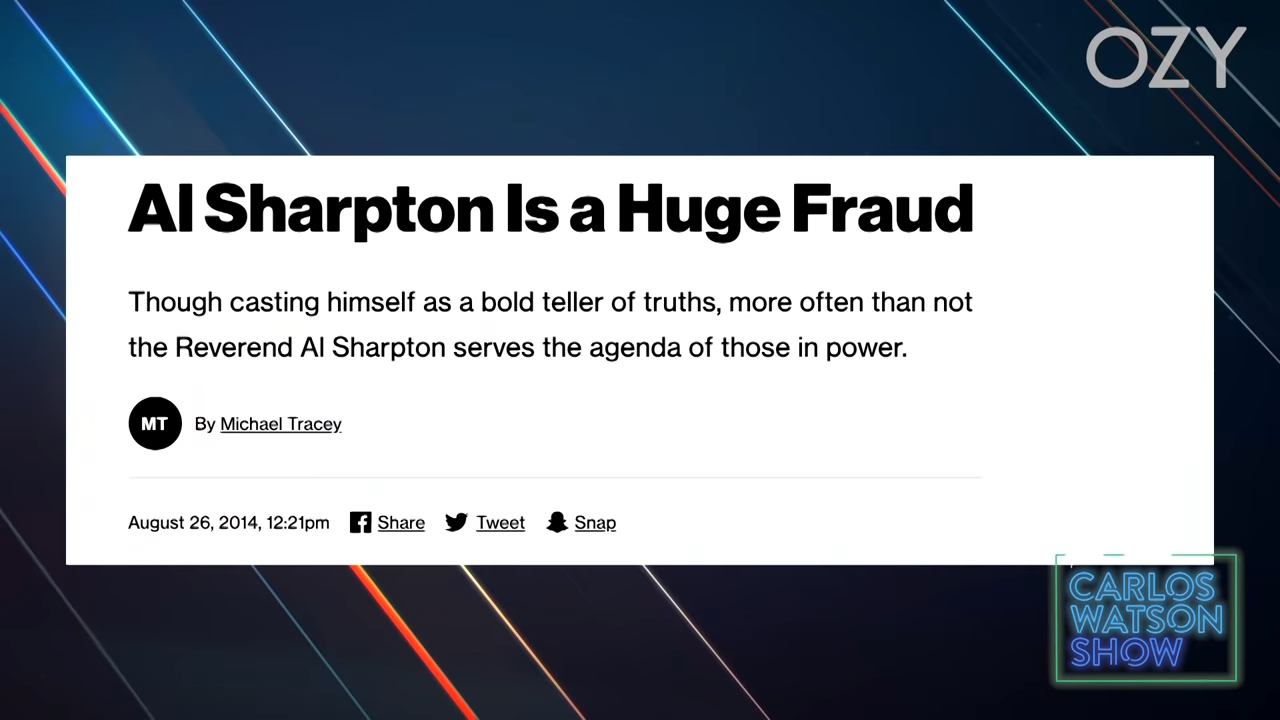 OZY
Al Sharpton Is a Huge Fraud
Though casting himself as a bold teller of truths, more often than not
the Reverend Al Sharpton serves the agenda of those in power.
MT By Michael Tracey
August 26, 2014, 12:21pm Share Tweet Snap
CARLOS
WATSON
SHOW